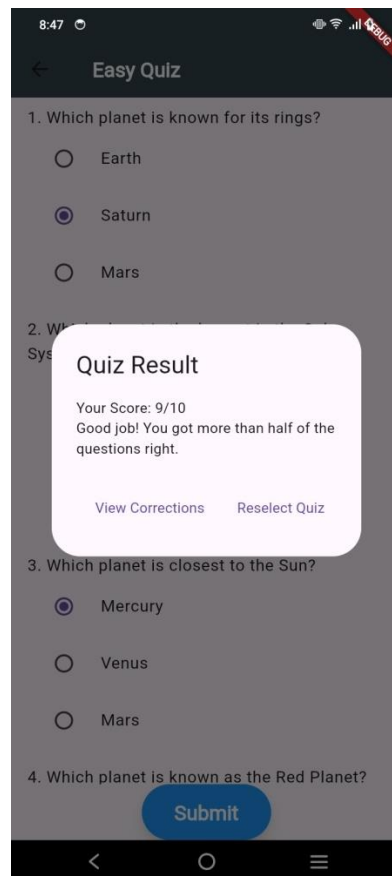 8:47
DEBUG
Easy Quiz
1. Which planet is known for its rings?
Earth
Saturn
Mars
2.
Quiz Result
Your Score: 9/10
Good job! You got more than half of the
questions right.
View Corrections Reselect Quiz
3. Which planet is closest to the Sun?
Mercury
Venus
Mars
4. Which planet is known as the Red Planet?
Submit